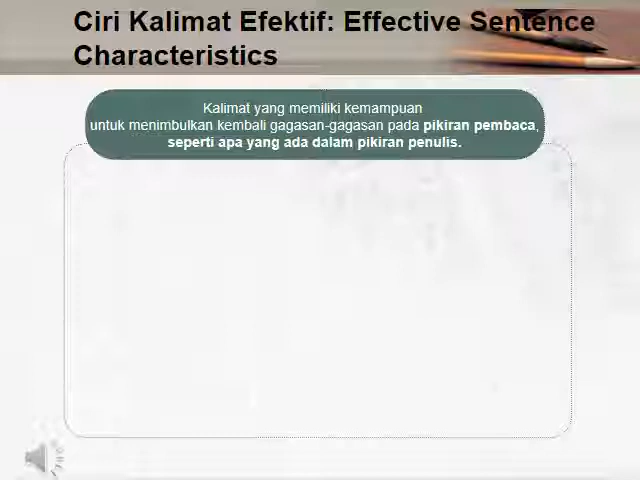 Ciri Kalimat Efektif: Effective Sentence
Characteristics
Kalimat yang memiliki kemampuan
untuk menimbulkan kembali gagasan-gagasan pada pikiran pembaca,
seperti apa yang ada dalam pikiran penulis.